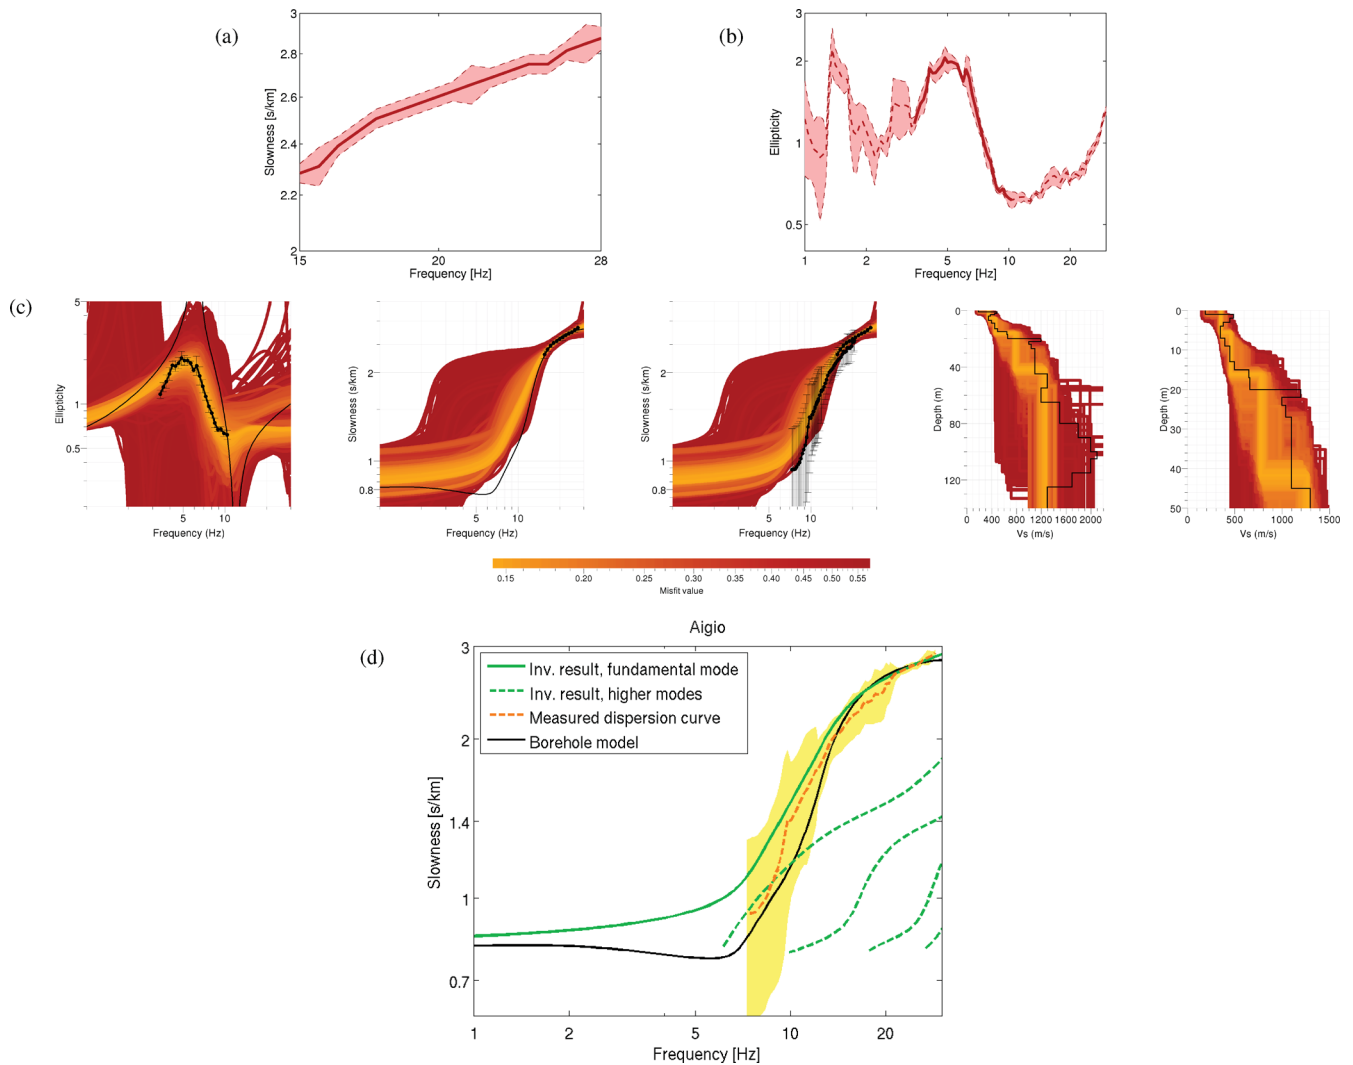 (a)
3
2.8
2.6
2.4
2.2
2
Slowness [s/km]
15
20
28
Frequency [Hz]
(b)
3
2
1
0.5
Ellipticity
1
2
5
10
20
Frequency [Hz]
(c)
5
1
0.5
Ellipticity
5
10
Frequency (Hz)
2
1
0.8
Slowness (s/km)
5
10
Frequency (Hz)
2
1
0.8
Slowness (s/km)
5
10
Frequency (Hz)
0
40
80
120
Depth (m)
0
400
800
1200
1600
2000
Vs (m/s)
0
10
20
30
40
50
Depth (m)
0
500
1000
1500
Vs (m/s)
0.15
0.20
0.25
0.30
0.35
0.40
0.45
0.50
0.55
Misfit value
(d)
Aigio
Inv. result, fundamental mode
Inv. result, higher modes
Measured dispersion curve
Borehole model
3
2
1.4
1
0.7
Slowness [s/km]
1
2
5
10
20
Frequency [Hz]